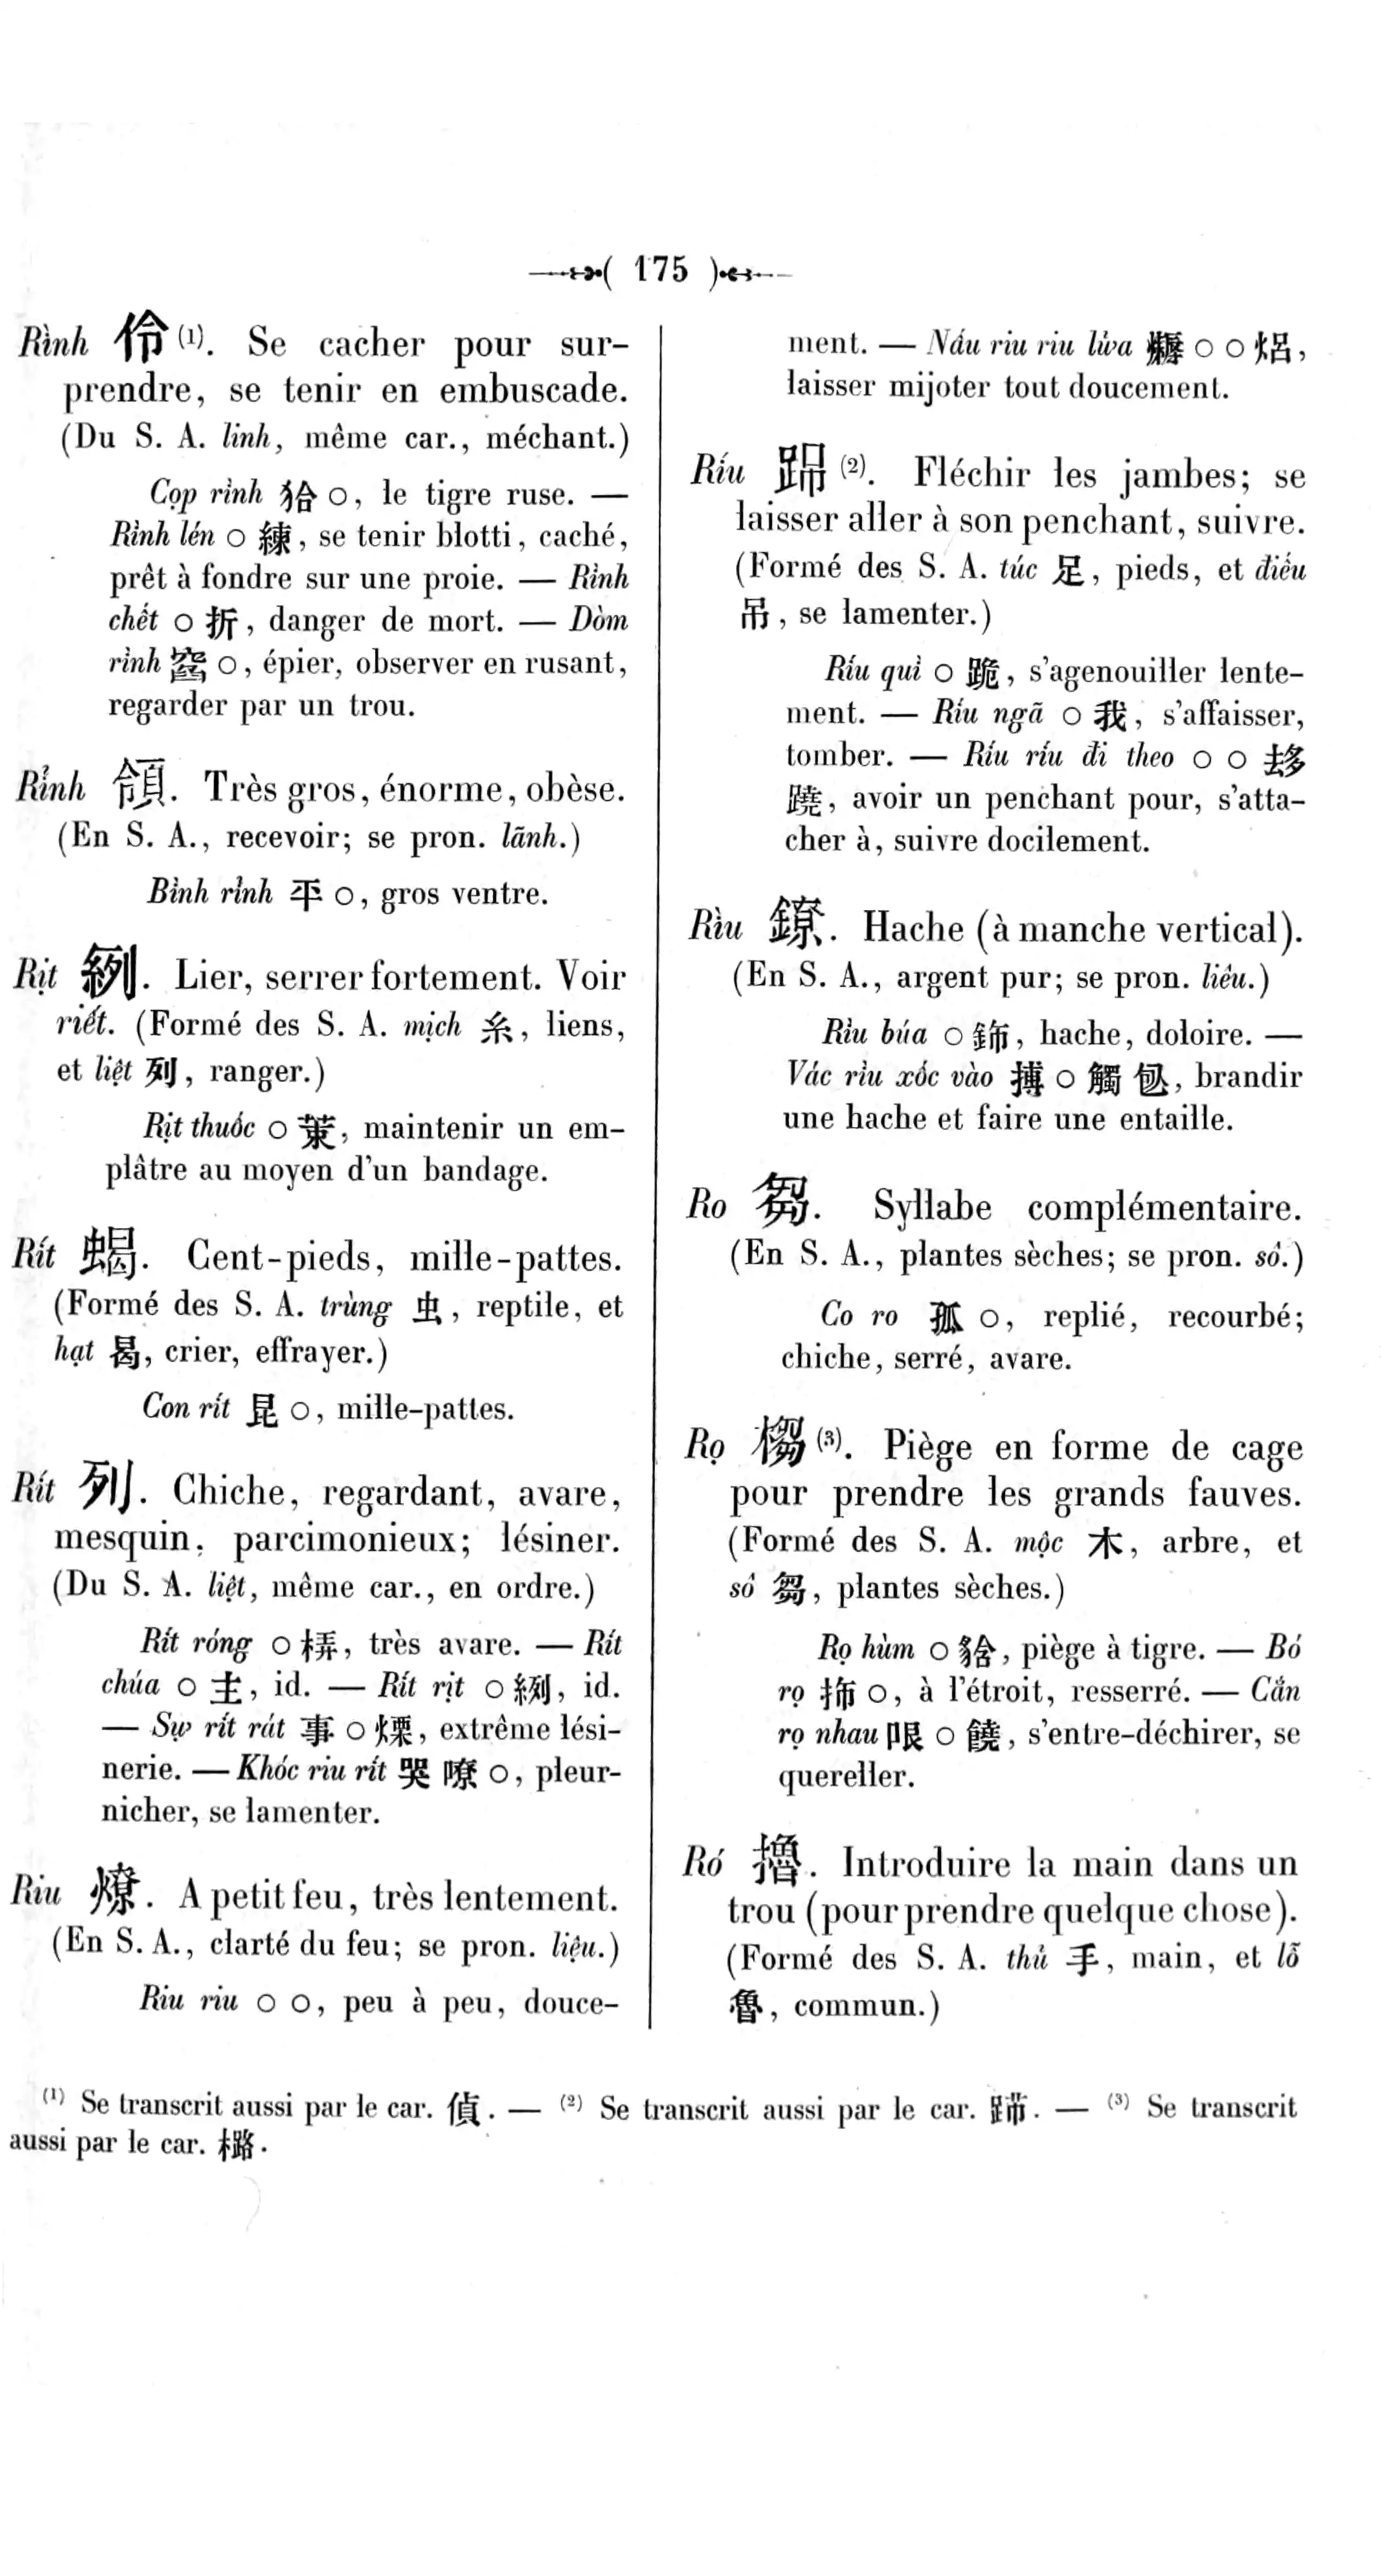 ( 175 )
Rình 伶 (1). Se cacher pour sur-
prendre, se tenir en embuscade.
(Du S. A. linh, même car., méchant.)
Cọp rình 狯 ○, le tigre ruse. —
Rình lén ○ 練, se tenir blotti, caché,
prêt à fondre sur une proie. — Rình
chết ○ 折, danger de mort. — Dòm
rình ○, épier, observer en rusant,
regarder par un trou.
Rỉnh 領. Très gros, énorme, obèse.
(En S. A., recevoir; se pron. lãnh.)
Bình rỉnh 平 ○, gros ventre.
Rịt 綟. Lier, serrer fortement. Voir
riết. (Formé des S. A. mịch 糸, liens,
et liệt 列, ranger.)
Rịt thuốc ○, maintenir un em-
plâtre au moyen d'un bandage.
Rít 蝎. Cent-pieds, mille-pattes.
(Formé des S. A. trùng 虫, reptile, et
hạt 曷, crier, effrayer.)
Con rít 昆 ○, mille-pattes.
Rít 列. Chiche, regardant, avare,
mesquin, parcimonieux; lésiner.
(Du S. A. liệt, même car., en ordre.)
Rít róng ○ 梇, très avare. — Rít
chúa ○ 主, id. — Rít rịt ○, id.
— Sự rít rát 事 ○ 燣, extrême lési-
nerie. — Khóc riu rít 哭 嘹 ○, pleur-
nicher, se lamenter.
Riu 燎. A petit feu, très lentement.
(En S. A., clarté du feu; se pron. liệu.)
Riu riu ○ ○, peu à peu, douce-
ment. — Nấu riu riu lửa ○ ○ 焒,
laisser mijoter tout doucement.
Ríu (2). Fléchir les jambes; se
laisser aller à son penchant, suivre.
(Formé des S. A. túc 足, pieds, et điếu
吊, se lamenter.)
Ríu quì ○ 跪, s'agenouiller lente-
ment. — Ríu ngã ○ 我, s'affaisser,
tomber. — Ríu ríu đi theo ○ ○ 𠫾
蹺, avoir un penchant pour, s'atta-
cher à, suivre docilement.
Rìu 鐐. Hache (à manche vertical).
(En S. A., argent pur; se pron. liêu.)
Rìu búa ○ 鈽, hache, doloire. —
Vác rìu xốc vào 搏 ○ 觸, brandir
une hache et faire une entaille.
Ro 芻. Syllabe complémentaire.
(En S. A., plantes sèches; se pron. sô.)
Co ro 孤 ○, replié, recourbé;
chiche, serré, avare.
Rọ (3). Piège en forme de cage
pour prendre les grands fauves.
(Formé des S. A. mộc 木, arbre, et
sô 芻, plantes sèches.)
Rọ hùm ○, piège à tigre. — Bó
rọ 抪 ○, à l'étroit, resserré. — Cắn
rọ nhau 哏 ○ 饒, s'entre-déchirer, se
quereller.
Ró 擼. Introduire la main dans un
trou (pour prendre quelque chose).
(Formé des S. A. thủ 手, main, et lỗ
魯, commun.)
(1) Se transcrit aussi par le car. 偵. — (2) Se transcrit aussi par le car. — (3) Se transcrit
aussi par le car. 樚.